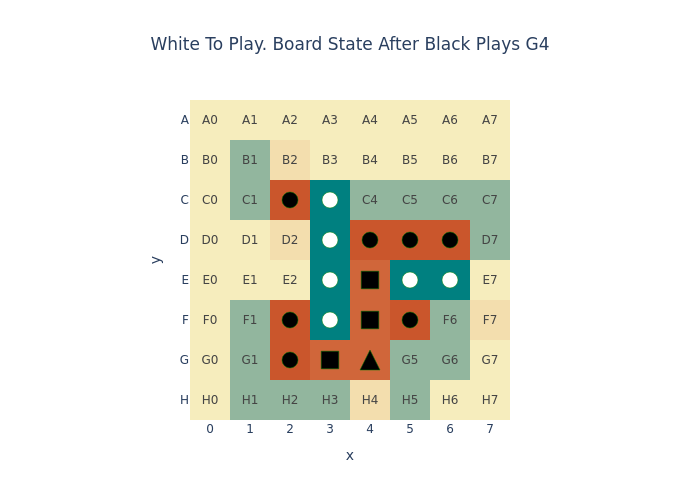 White To Play. Board State After Black Plays G4
A A0 A1 A2 A3 A4 A5 A6 A7
B B0 B1 B2 B3 B4 B5 B6 B7
C C0 C1 C4 C5 C6 C7
D D0 D1 D2 D7
E E0 E1 E2 E7
F F0 F1 F6 F7
G G0 G1 G5 G6 G7
H H0 H1 H2 H3 H4 H5 H6 H7
0 1 2 3 4 5 6 7
x
y